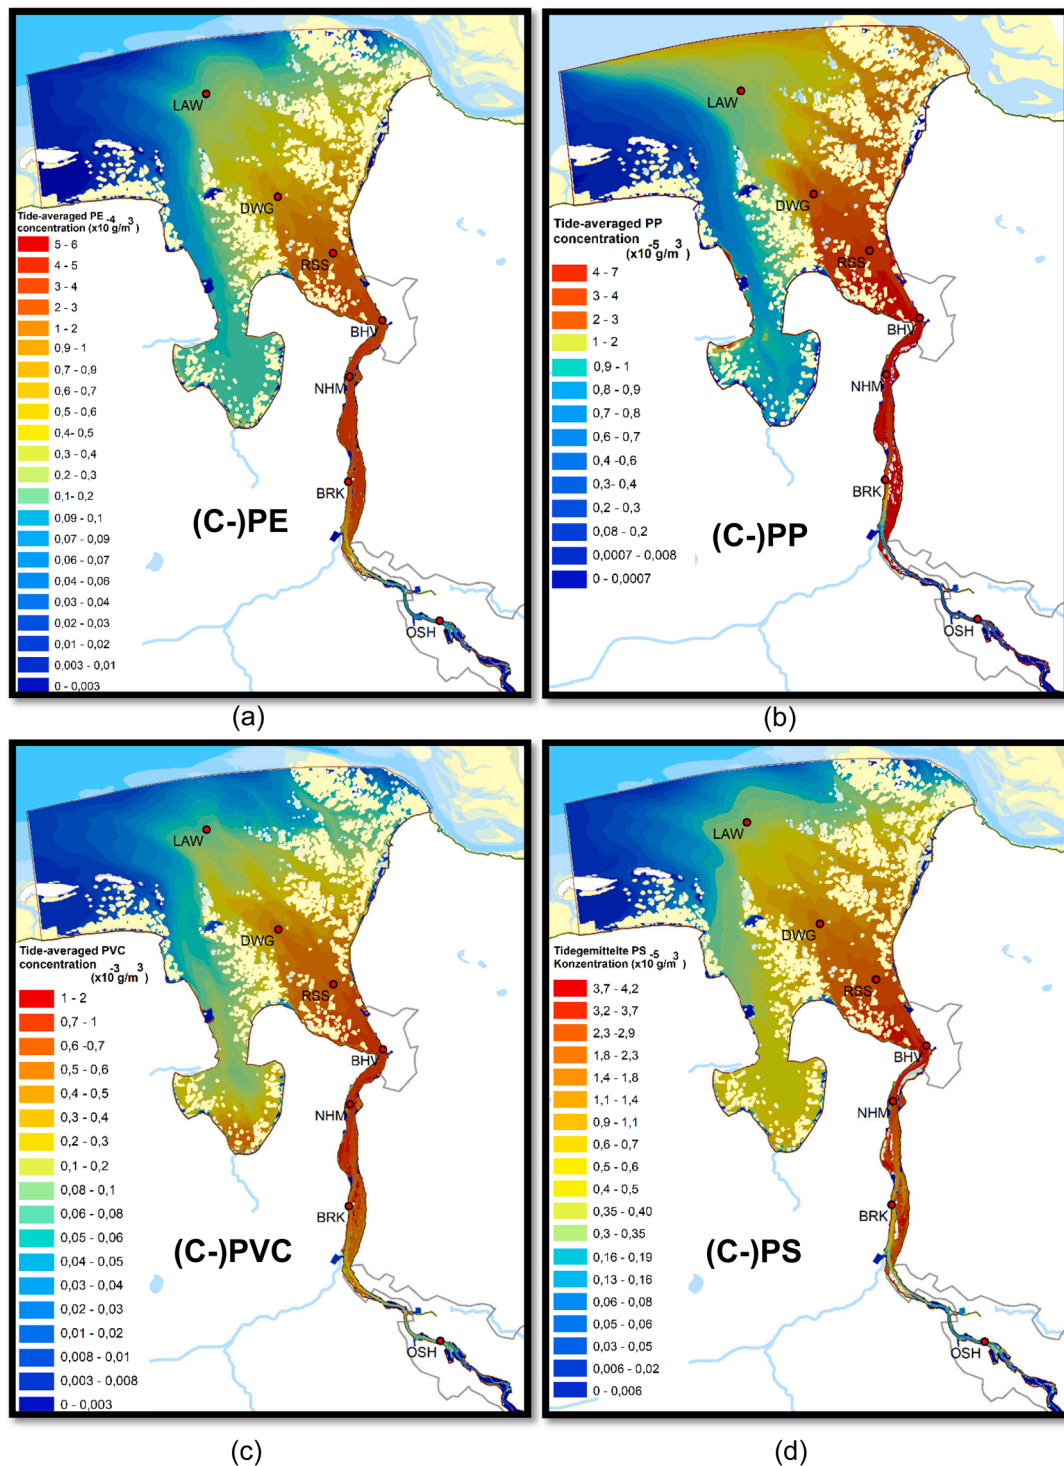 LAW
DWG
RSS
BHV
NHM
BRK
OSH
Tide-averaged PE
concentration (x10⁻⁴ g/m³)
5 - 6
4 - 5
3 - 4
2 - 3
1 - 2
0,9 - 1
0,7 - 0,9
0,6 - 0,7
0,5 - 0,6
0,4- 0,5
0,3 - 0,4
0,2 - 0,3
0,1- 0,2
0,09 - 0,1
0,07 - 0,09
0,06 - 0,07
0,04 - 0,06
0,03 - 0,04
0,02 - 0,03
0,01 - 0,02
0,003 - 0,01
0 - 0,003
(C-)PE
(a)
LAW
DWG
RSS
BHV
NHM
BRK
OSH
Tide-averaged PP
concentration (x10⁻⁵ g/m³)
4 - 7
3 - 4
2 - 3
1 - 2
0,9 - 1
0,8 - 0,9
0,7 - 0,8
0,6 - 0,7
0,4 -0,6
0,3- 0,4
0,2 - 0,3
0,08 - 0,2
0,0007 - 0,008
0 - 0,0007
(C-)PP
(b)
LAW
DWG
RSS
BHV
NHM
BRK
OSH
Tide-averaged PVC
concentration (x10⁻³ g/m³)
1 - 2
0,7 - 1
0,6 -0,7
0,5 - 0,6
0,4 - 0,5
0,3 - 0,4
0,2 - 0,3
0,1 - 0,2
0,08 - 0,1
0,06 - 0,08
0,05 - 0,06
0,04 - 0,05
0,03 - 0,04
0,02 - 0,03
0,01 - 0,02
0,008 - 0,01
0,003 - 0,008
0 - 0,003
(C-)PVC
(c)
LAW
DWG
RSS
BHV
NHM
BRK
OSH
Tidegemittelte PS
Konzentration (x10⁻⁵ g/m³)
3,7 - 4,2
3,2 - 3,7
2,3 -2,9
1,8 - 2,3
1,4 - 1,8
1,1 - 1,4
0,9 - 1,1
0,6 - 0,7
0,5 - 0,6
0,4 - 0,5
0,35 - 0,40
0,3 - 0,35
0,16 - 0,19
0,13 - 0,16
0,06 - 0,08
0,05 - 0,06
0,03 - 0,05
0,006 - 0,02
0 - 0,006
(C-)PS
(d)